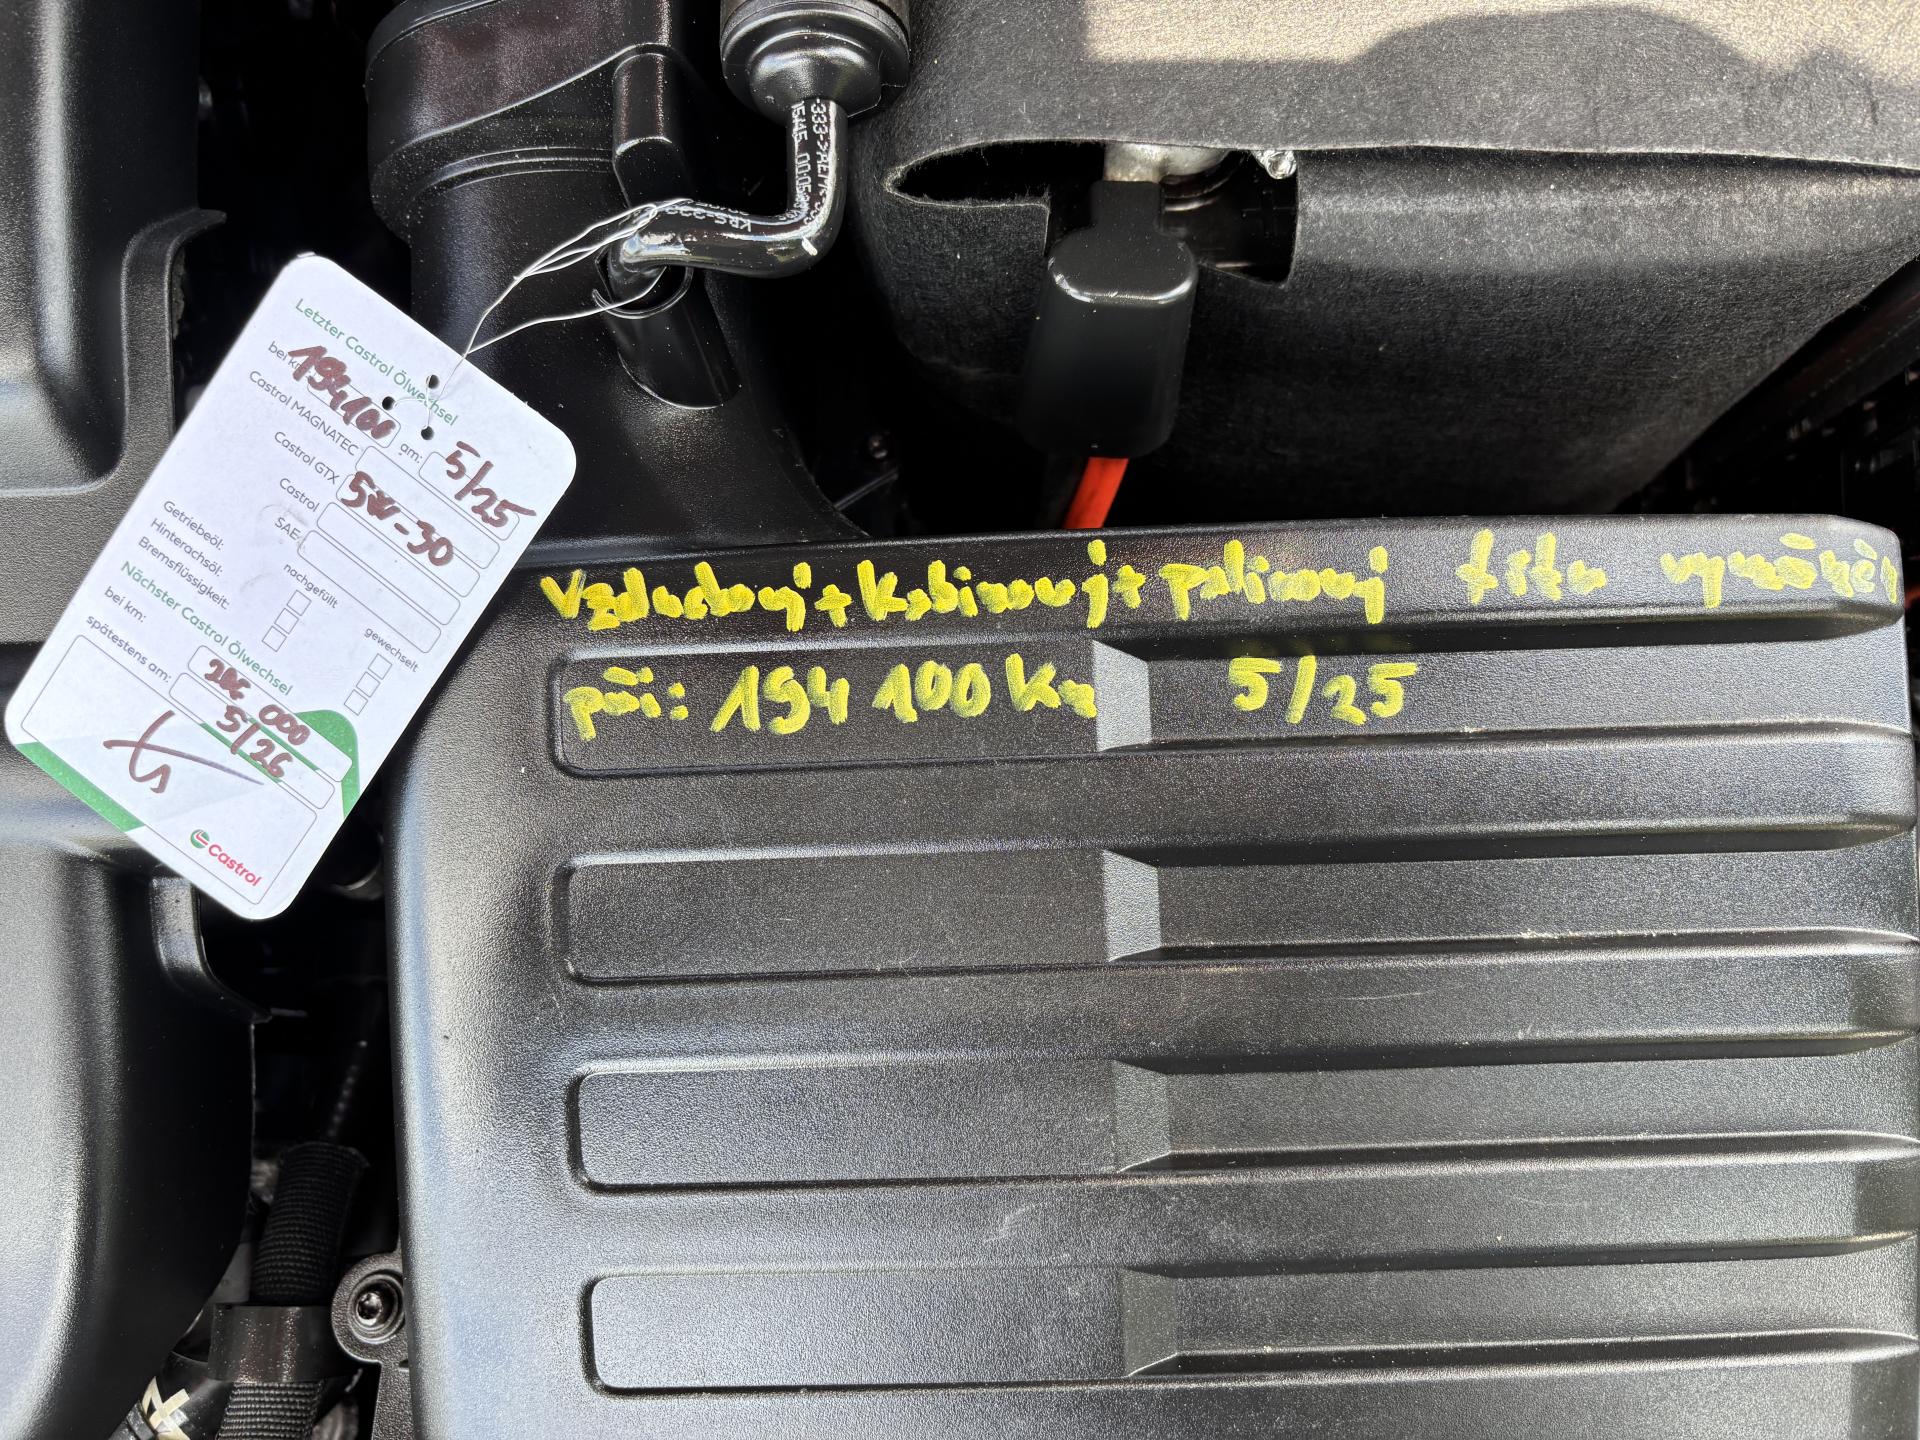 Letzter Castrol Ölwechsel
bei km: 194100 am: 5/25
Castrol MAGNATEC
Castrol GTX 5W-30
Castrol
SAE
nachgefüllt gewechselt
Getriebeöl:
Hinterachsöl:
Bremsflüssigkeit:
Nächster Castrol Ölwechsel
bei km: 000
spätestens am: 5/26
Castrol
Vzduchový + Kabinový + palivový filtr
při: 194 100 Km 5/25